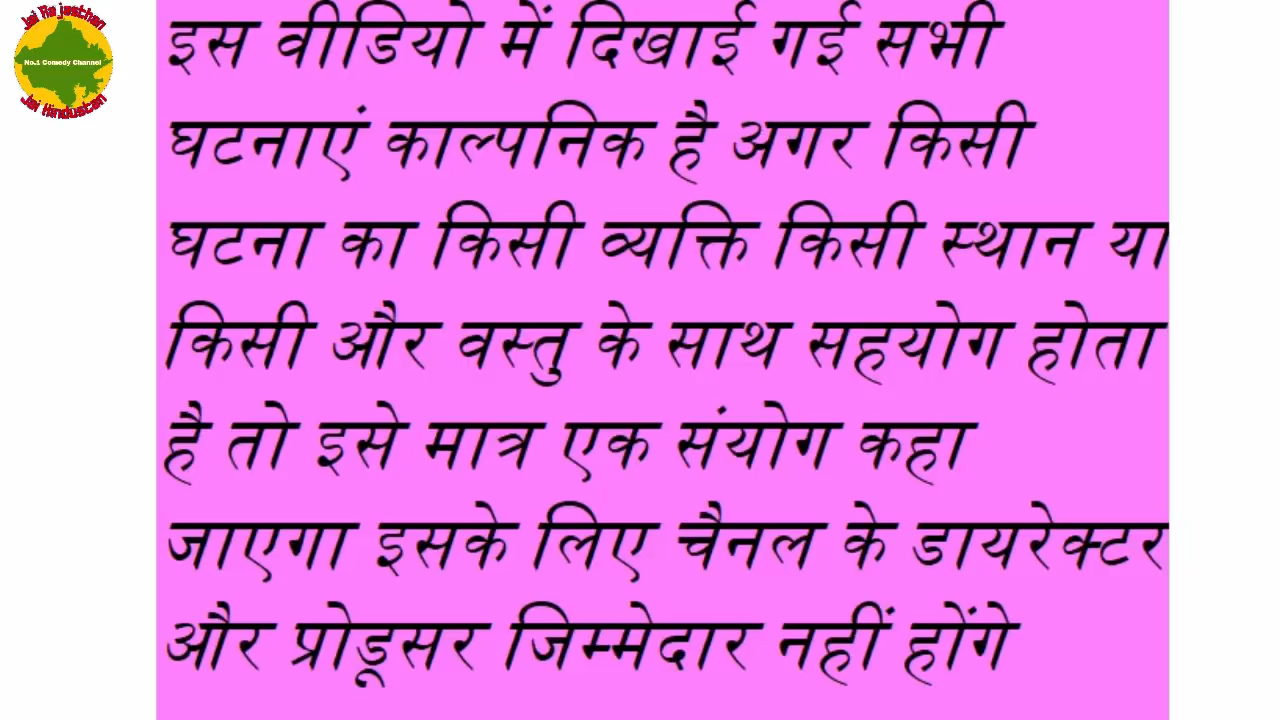 Jai Rajasthan
No.1 Comedy Channel
Jai Hindustan
इस वीडियो में दिखाई गई सभी
घटनाएं काल्पनिक है अगर किसी
घटना का किसी व्यक्ति किसी स्थान या
किसी और वस्तु के साथ सहयोग होता
है तो इसे मात्र एक संयोग कहा
जाएगा इसके लिए चैनल के डायरेक्टर
और प्रोडूसर जिम्मेदार नहीं होंगे